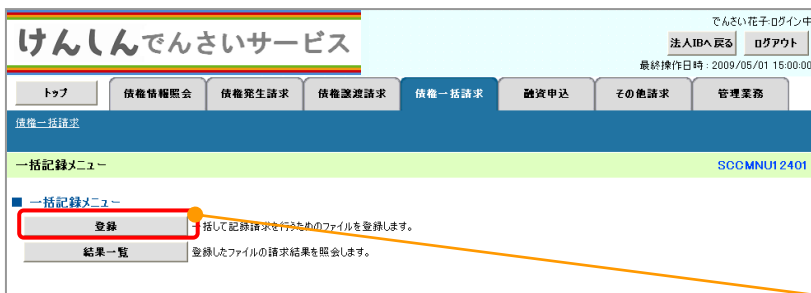 でんさい花子:ログイン中
けんしんでんさいサービス
法人IBへ戻る ログアウト
最終操作日時:2009/05/01 15:00:00
トップ 債権情報照会 債権発生請求 債権譲渡請求 債権一括請求 融資申込 その他請求 管理業務
債権一括請求
一括記録メニュー SCCMNU12401
■ 一括記録メニュー
登録 一括して記録請求を行うためのファイルを登録します。
結果一覧 登録したファイルの請求結果を照会します。